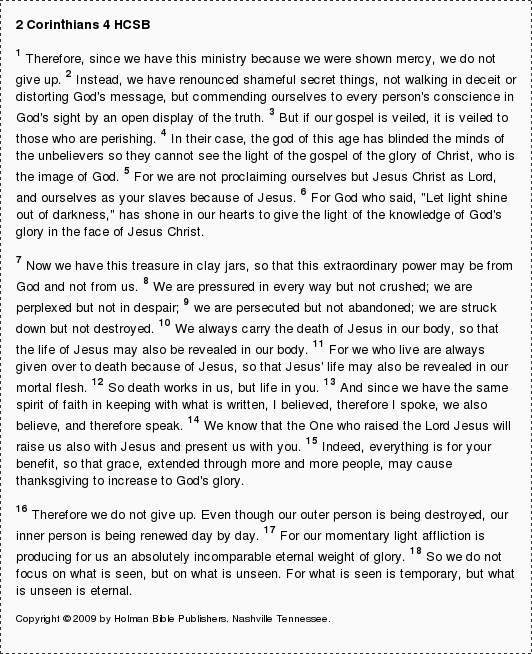 2 Corinthians 4 HCSB
1 Therefore, since we have this ministry because we were shown mercy, we do not
give up. 2 Instead, we have renounced shameful secret things, not walking in deceit or
distorting God's message, but commending ourselves to every person's conscience in
God's sight by an open display of the truth. 3 But if our gospel is veiled, it is veiled to
those who are perishing. 4 In their case, the god of this age has blinded the minds of
the unbelievers so they cannot see the light of the gospel of the glory of Christ, who is
the image of God. 5 For we are not proclaiming ourselves but Jesus Christ as Lord,
and ourselves as your slaves because of Jesus. 6 For God who said, "Let light shine
out of darkness," has shone in our hearts to give the light of the knowledge of God's
glory in the face of Jesus Christ.
7 Now we have this treasure in clay jars, so that this extraordinary power may be from
God and not from us. 8 We are pressured in every way but not crushed; we are
perplexed but not in despair; 9 we are persecuted but not abandoned; we are struck
down but not destroyed. 10 We always carry the death of Jesus in our body, so that
the life of Jesus may also be revealed in our body. 11 For we who live are always
given over to death because of Jesus, so that Jesus' life may also be revealed in our
mortal flesh. 12 So death works in us, but life in you. 13 And since we have the same
spirit of faith in keeping with what is written, I believed, therefore I spoke, we also
believe, and therefore speak. 14 We know that the One who raised the Lord Jesus will
raise us also with Jesus and present us with you. 15 Indeed, everything is for your
benefit, so that grace, extended through more and more people, may cause
thanksgiving to increase to God's glory.
16 Therefore we do not give up. Even though our outer person is being destroyed, our
inner person is being renewed day by day. 17 For our momentary light affliction is
producing for us an absolutely incomparable eternal weight of glory. 18 So we do not
focus on what is seen, but on what is unseen. For what is seen is temporary, but what
is unseen is eternal.
Copyright © 2009 by Holman Bible Publishers. Nashville Tennessee.